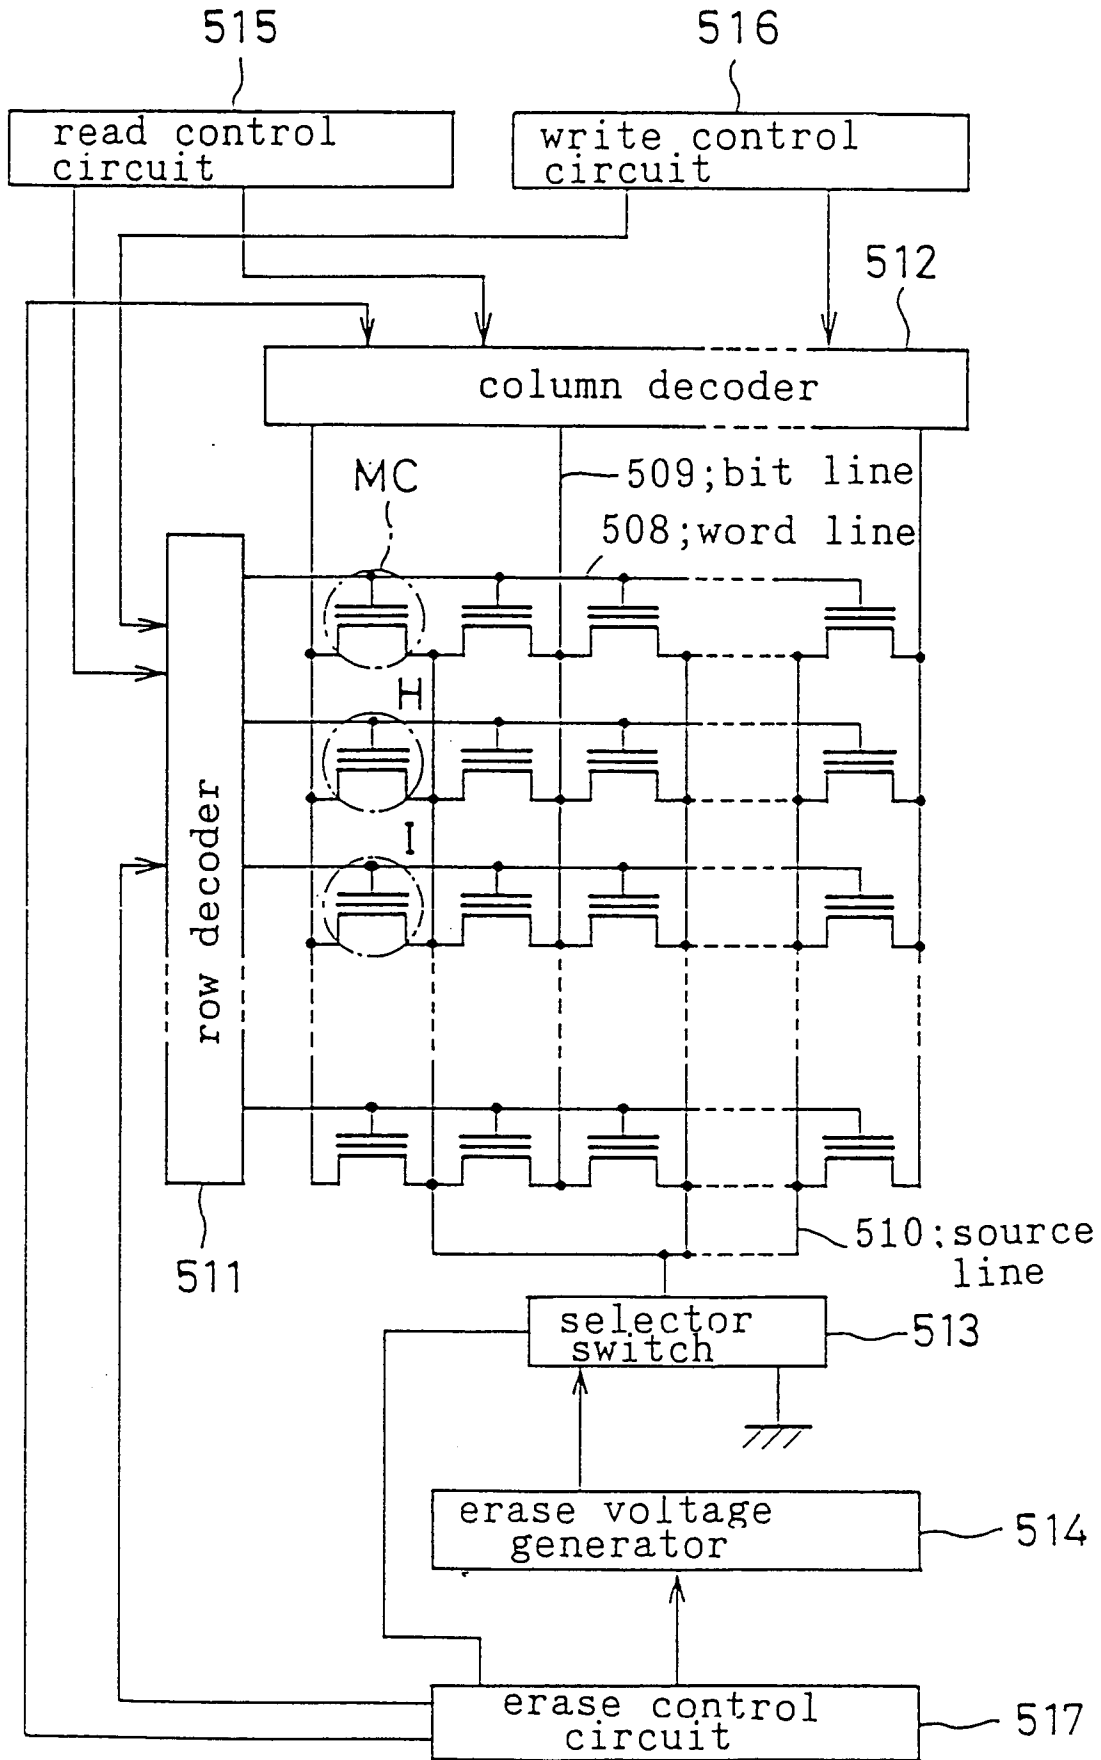 515
516
read control
circuit
write control
circuit
512
column decoder
MC
509;bit line
508;word line
H
I
row decoder
511
510;source
line
selector
switch
513
erase voltage
generator
514
erase control
circuit
517